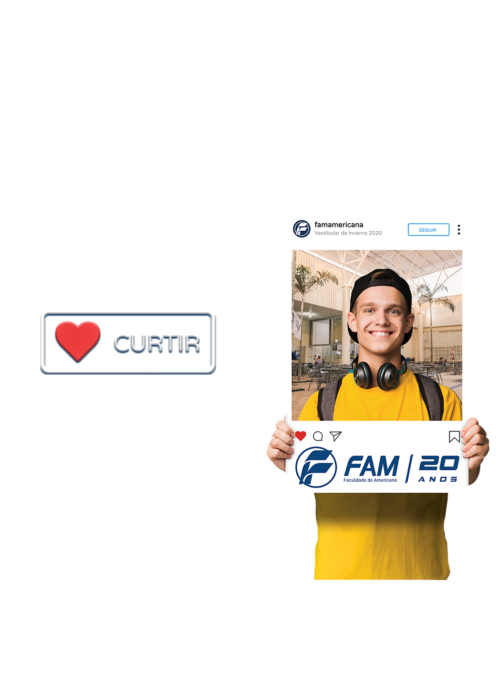 famamericana
Vestibular de Inverno 2020
SEGUIR
CURTIR
FAM
Faculdade de Americana
20
ANOS